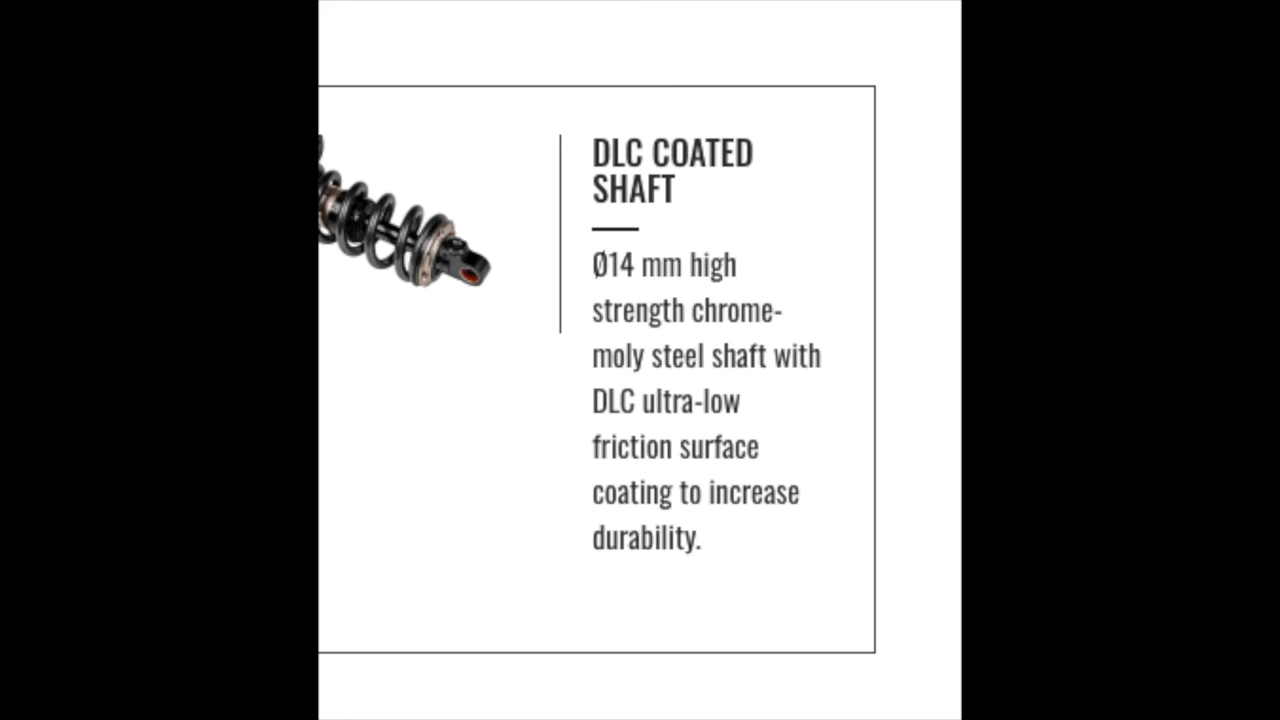 DLC COATED
SHAFT
Ø14 mm high
strength chrome-
moly steel shaft with
DLC ultra-low
friction surface
coating to increase
durability.